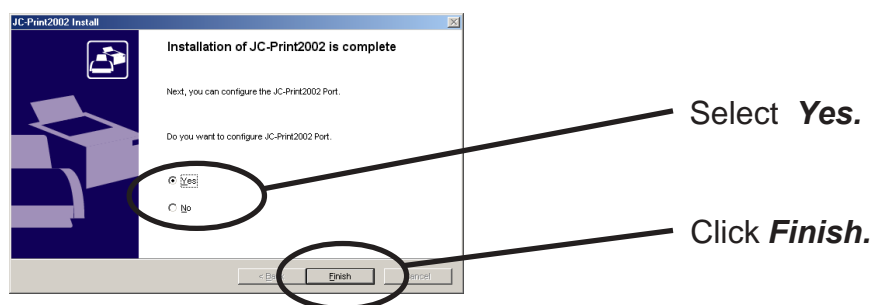 JC-Print2002 Install
Installation of JC-Print2002 is complete
Next, you can configure the JC-Print2002 Port.
Do you want to configure JC-Print2002 Port.
Yes
No
Finish
Select Yes.
Click Finish.